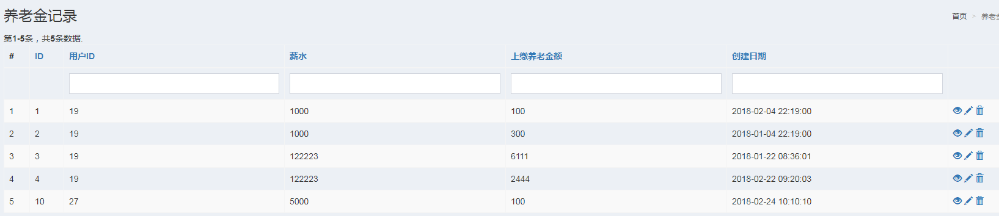 养老金记录
首页 > 养老金
第1-5条，共5条数据.
# ID 用户ID 薪水 上缴养老金额 创建日期
1 1 19 1000 100 2018-02-04 22:19:00
2 2 19 1000 300 2018-01-04 22:19:00
3 3 19 122223 6111 2018-01-22 08:36:01
4 4 19 122223 2444 2018-02-22 09:20:03
5 10 27 5000 100 2018-02-24 10:10:10